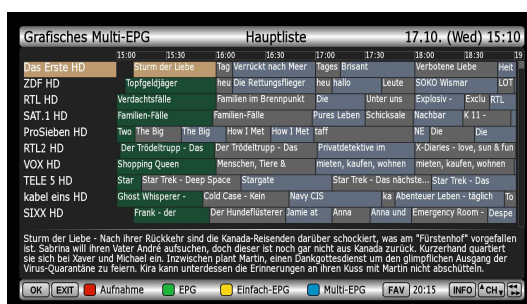 Grafisches Multi-EPG Hauptliste 17.10. (Wed) 15:10
15:00 15:30 16:00 16:30 17:00 17:30 18:00 18:30 19
Das Erste HD Sturm der Liebe Tag Verrückt nach Meer Tages Brisant Verbotene Liebe Heit
ZDF HD Topfgeldjäger heu Die Rettungsflieger heu hallo Leute SOKO Wismar LOT
RTL HD Verdachtsfälle Familien im Brennpunkt Die Unter uns Explosiv - Exclu RTL
SAT.1 HD Familien-Fälle Familien-Fälle Pures Leben Schicksale Nachbar K 11 -
ProSieben HD Two The Big The Big How I Met How I Met taff NE Die Die
RTL2 HD Der Trödeltrupp - Das Der Trödeltrupp - Das Privatdetektive im X-Diaries - love, sun & fun
VOX HD Shopping Queen Menschen, Tiere & mieten, kaufen, wohnen mieten, kaufen, wohnen
TELE 5 HD Star Star Trek - Deep Space Stargate Star Trek - Das nächste... Star Trek - Das
kabel eins HD Ghost Whisperer - Cold Case - Kein Navy CIS ka Abenteuer Leben - täglich To
SIXX HD Frank - der Der Hundeflüsterer Jamie at Anna Anna und Emergency Room - Despe
Sturm der Liebe - Nach ihrer Rückkehr sind die Kanada-Reisenden darüber schockiert, was am "Fürstenhof" vorgefallen
ist. Sabrina will ihren Vater André aufsuchen, doch dieser ist noch gar nicht aus Kanada zurück. Kurzerhand quartiert
sie sich bei Xaver und Michael ein. Inzwischen plant Martin, einen Dankgottesdienst um den glimpflichen Ausgang der
Virus-Quarantäne zu feiern. Kira kann unterdessen die Erinnerungen an ihren Kuss mit Martin nicht abschütteln.
OK EXIT Aufnahme EPG Einfach-EPG Multi-EPG FAV 20:15 INFO CH